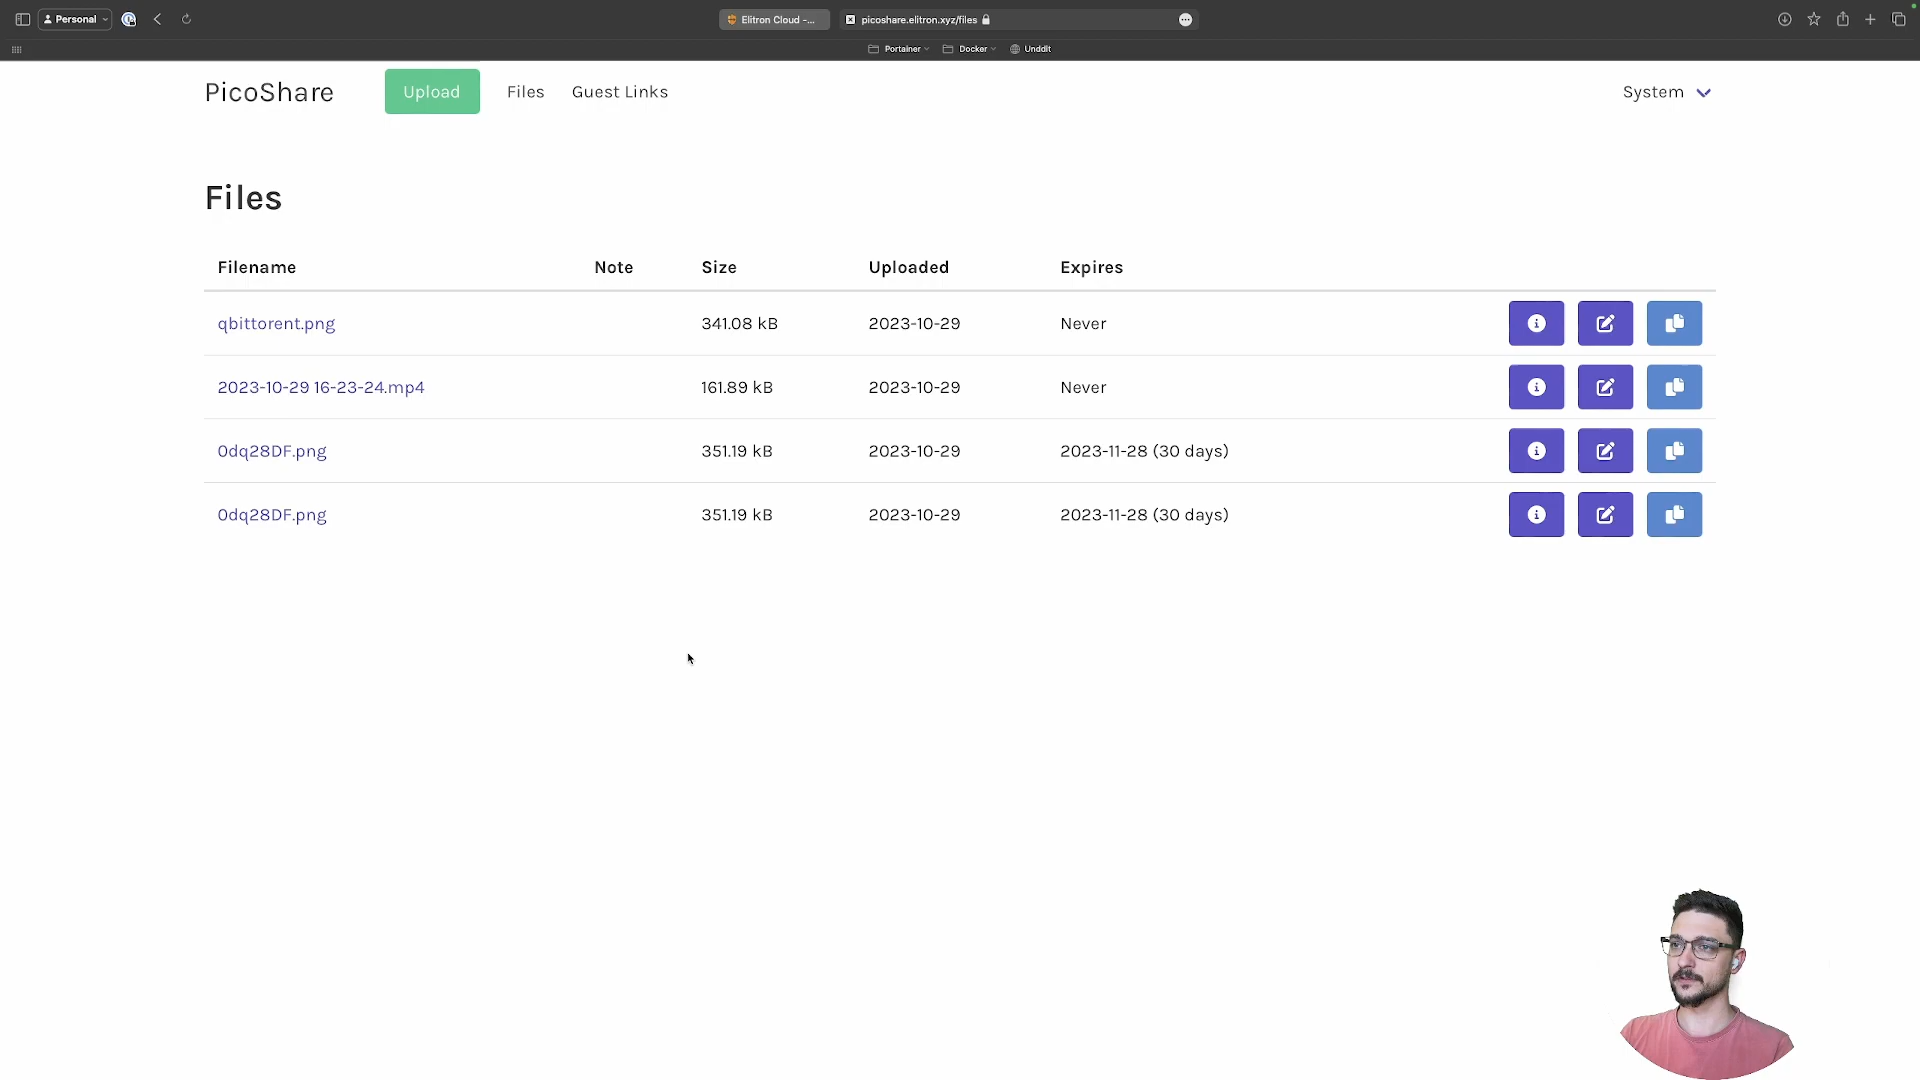 Personal
Elitron Cloud -...
picoshare.elitron.xyz/files
Portainer
Docker
Unddit
PicoShare
Upload
Files
Guest Links
System
Files
Filename Note Size Uploaded Expires
qbittorent.png 341.08 kB 2023-10-29 Never
2023-10-29 16-23-24.mp4 161.89 kB 2023-10-29 Never
0dq28DF.png 351.19 kB 2023-10-29 2023-11-28 (30 days)
0dq28DF.png 351.19 kB 2023-10-29 2023-11-28 (30 days)